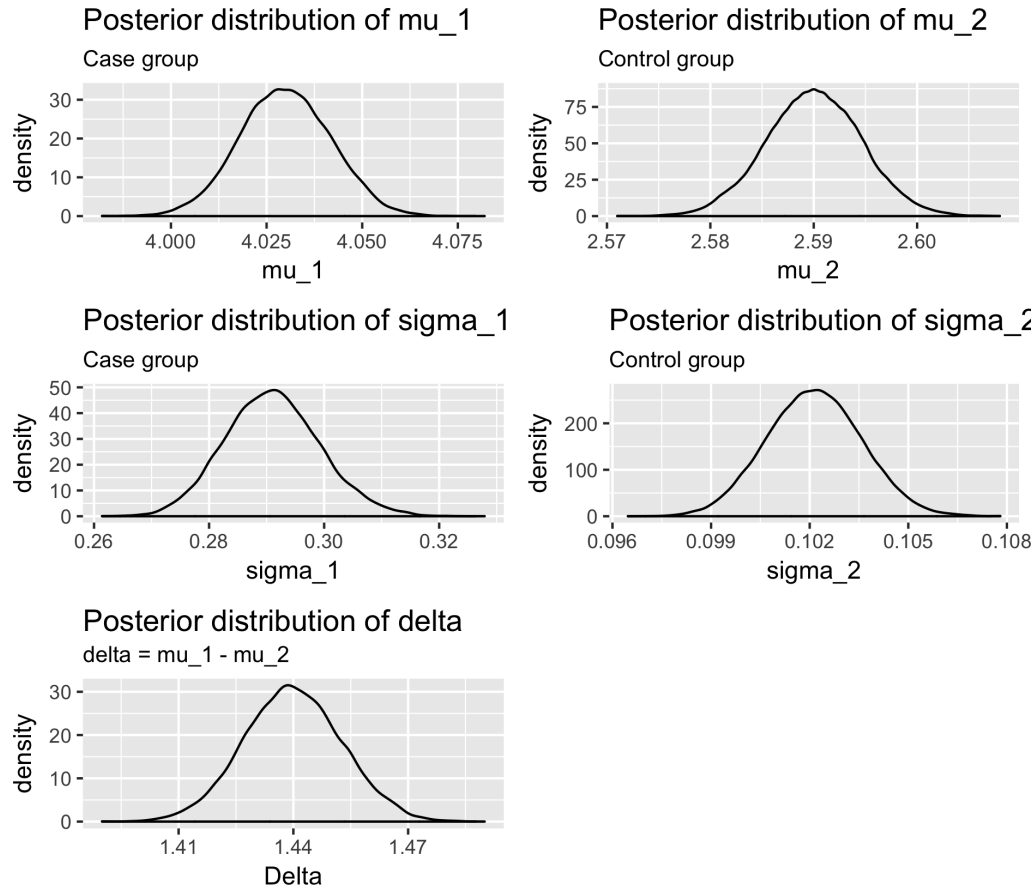 Posterior distribution of mu_1
Case group
30
20
10
0
density
4.000 4.025 4.050 4.075
mu_1
Posterior distribution of mu_2
Control group
75
50
25
0
density
2.57 2.58 2.59 2.60
mu_2
Posterior distribution of sigma_1
Case group
50
40
30
20
10
0
density
0.26 0.28 0.30 0.32
sigma_1
Posterior distribution of sigma_2
Control group
200
100
0
density
0.096 0.099 0.102 0.105 0.108
sigma_2
Posterior distribution of delta
delta = mu_1 - mu_2
30
20
10
0
density
1.41 1.44 1.47
Delta